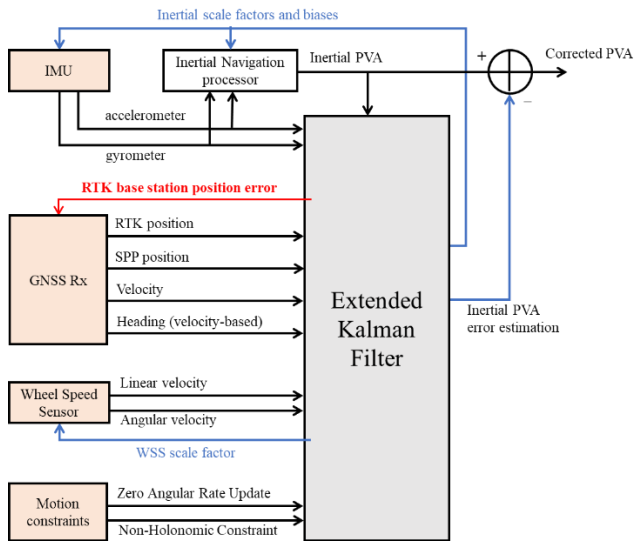 Inertial scale factors and biases
IMU
Inertial Navigation
processor
Inertial PVA
+
Corrected PVA
−
accelerometer
gyrometer
RTK base station position error
GNSS Rx
RTK position
SPP position
Velocity
Heading (velocity-based)
Extended
Kalman
Filter
Inertial PVA
error estimation
Wheel Speed
Sensor
Linear velocity
Angular velocity
WSS scale factor
Motion
constraints
Zero Angular Rate Update
Non-Holonomic Constraint